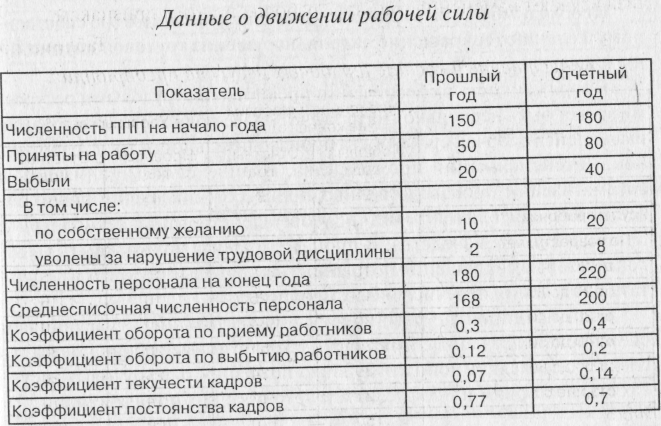 Данные о движении рабочей силы
Показатель Прошлый год Отчетный год
Численность ППП на начало года 150 180
Приняты на работу 50 80
Выбыли 20 40
В том числе:
по собственному желанию 10 20
уволены за нарушение трудовой дисциплины 2 8
Численность персонала на конец года 180 220
Среднесписочная численность персонала 168 200
Коэффициент оборота по приему работников 0,3 0,4
Коэффициент оборота по выбытию работников 0,12 0,2
Коэффициент текучести кадров 0,07 0,14
Коэффициент постоянства кадров 0,77 0,7